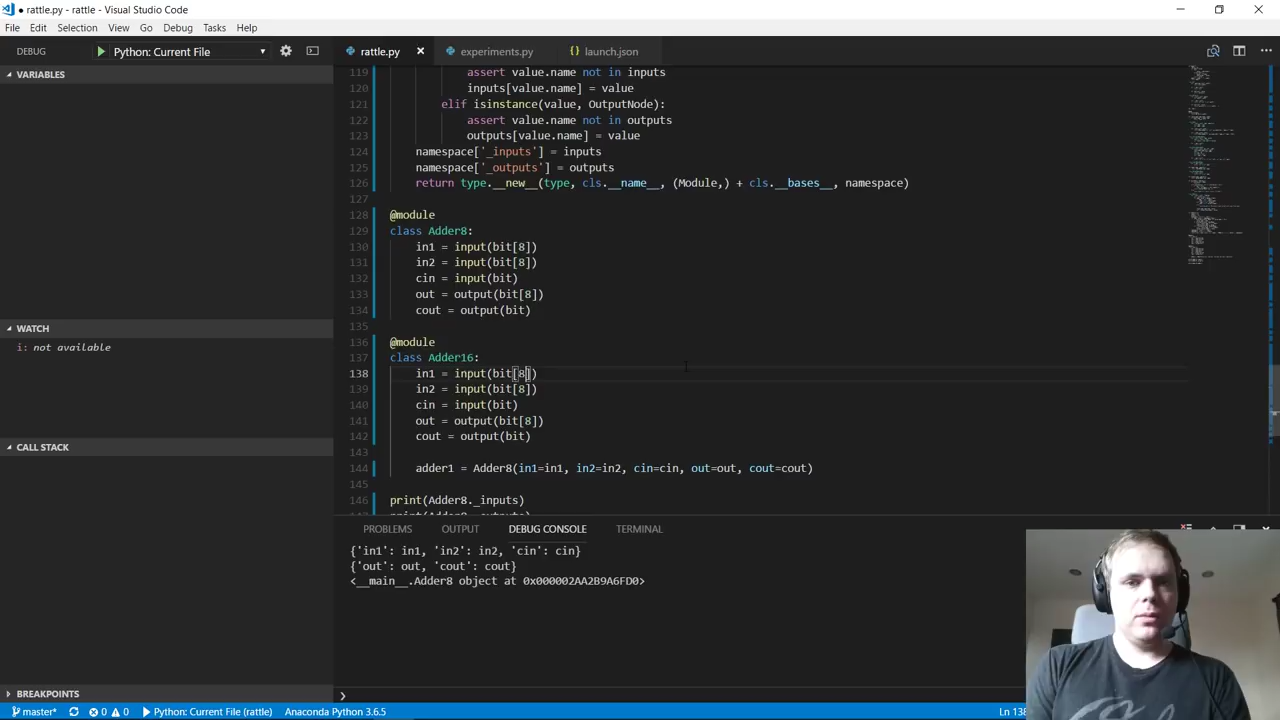 ● rattle.py - rattle - Visual Studio Code
File Edit Selection View Go Debug Tasks Help
DEBUG Python: Current File
rattle.py experiments.py launch.json
VARIABLES
WATCH
i: not available
CALL STACK
BREAKPOINTS
119 assert value.name not in inputs
120 inputs[value.name] = value
121 elif isinstance(value, OutputNode):
122 assert value.name not in outputs
123 outputs[value.name] = value
124 namespace['_inputs'] = inputs
125 namespace['_outputs'] = outputs
126 return type.__new__(type, cls.__name__, (Module,) + cls.__bases__, namespace)
127
128 @module
129 class Adder8:
130 in1 = input(bit[8])
131 in2 = input(bit[8])
132 cin = input(bit)
133 out = output(bit[8])
134 cout = output(bit)
135
136 @module
137 class Adder16:
138 in1 = input(bit[8])
139 in2 = input(bit[8])
140 cin = input(bit)
141 out = output(bit[8])
142 cout = output(bit)
143
144 adder1 = Adder8(in1=in1, in2=in2, cin=cin, out=out, cout=cout)
145
146 print(Adder8._inputs)
PROBLEMS OUTPUT DEBUG CONSOLE TERMINAL
{'in1': in1, 'in2': in2, 'cin': cin}
{'out': out, 'cout': cout}
<__main__.Adder8 object at 0x000002AA2B9A6FD0>
master* 0 0 Python: Current File (rattle) Anaconda Python 3.6.5 Ln 138